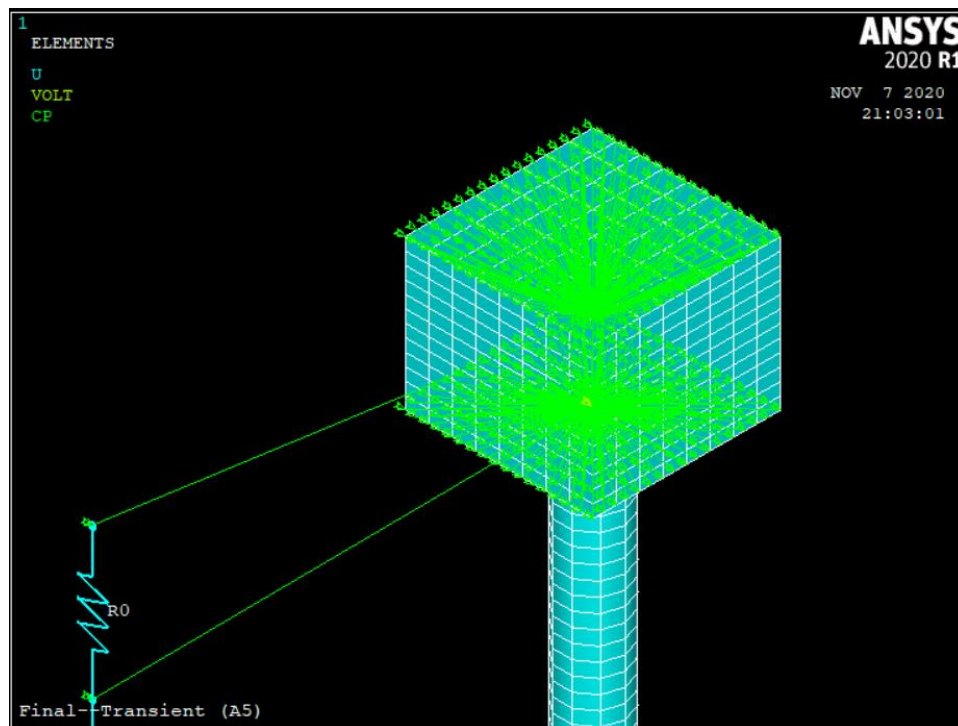 1
ELEMENTS
U
VOLT
CP
ANSYS
2020 R1
NOV 7 2020
21:03:01
R0
Final--Transient (A5)